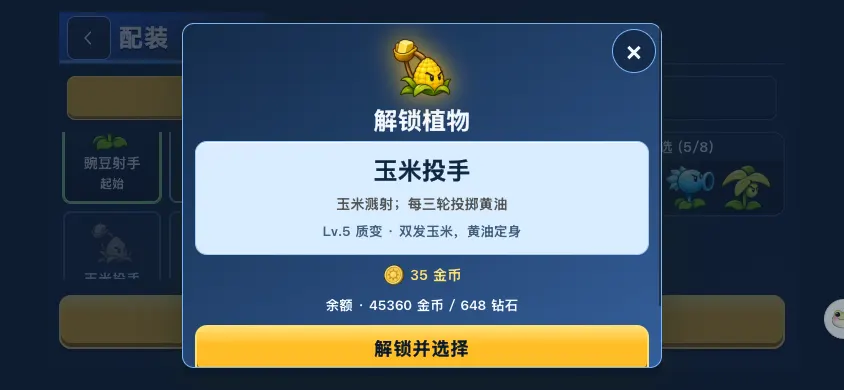 配装
解锁植物
玉米投手
玉米溅射；每三轮投掷黄油
Lv.5 质变 · 双发玉米，黄油定身
35 金币
余额 · 45360 金币 / 648 钻石
解锁并选择
豌豆射手
起始
玉米投手
选 (5/8)